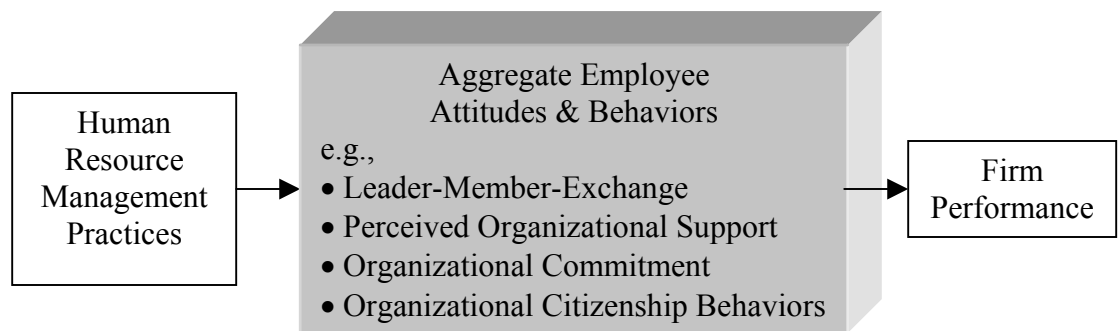 Human
Resource
Management
Practices
Aggregate Employee
Attitudes & Behaviors
e.g.,
• Leader-Member-Exchange
• Perceived Organizational Support
• Organizational Commitment
• Organizational Citizenship Behaviors
Firm
Performance